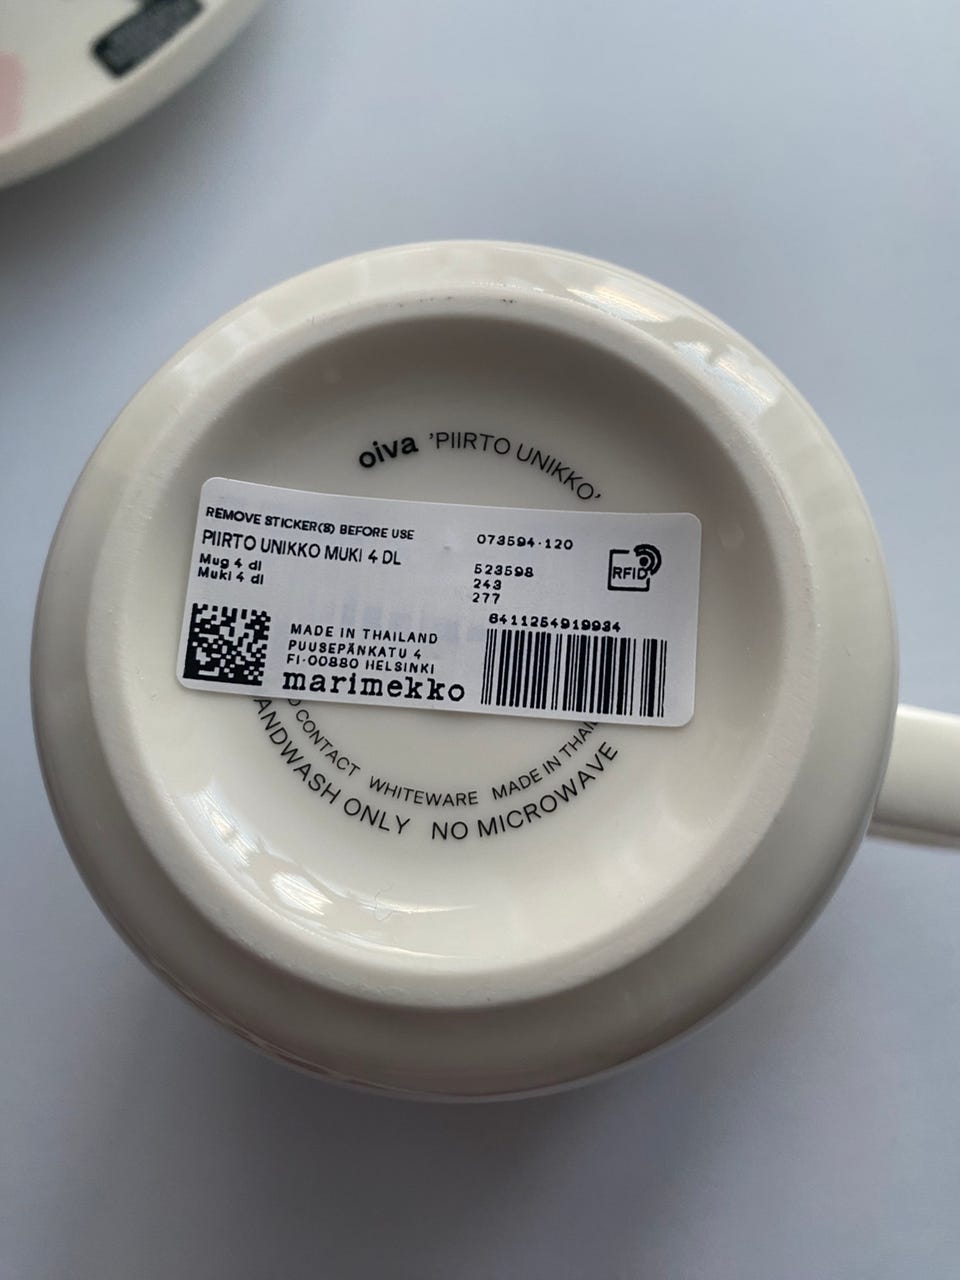 oiva 'PIIRTO UNIKKO'
REMOVE STICKER(S) BEFORE USE
PIIRTO UNIKKO MUKI 4 DL
Mug 4 dl
Muki 4 dl
073594-120
523598
243
277
RFID
6411254919934
MADE IN THAILAND
PUUSEPÄNKATU 4
FI-00880 HELSINKI
marimekko
CONTACT WHITEWARE MADE IN THAI
ANDWASH ONLY NO MICROWAVE